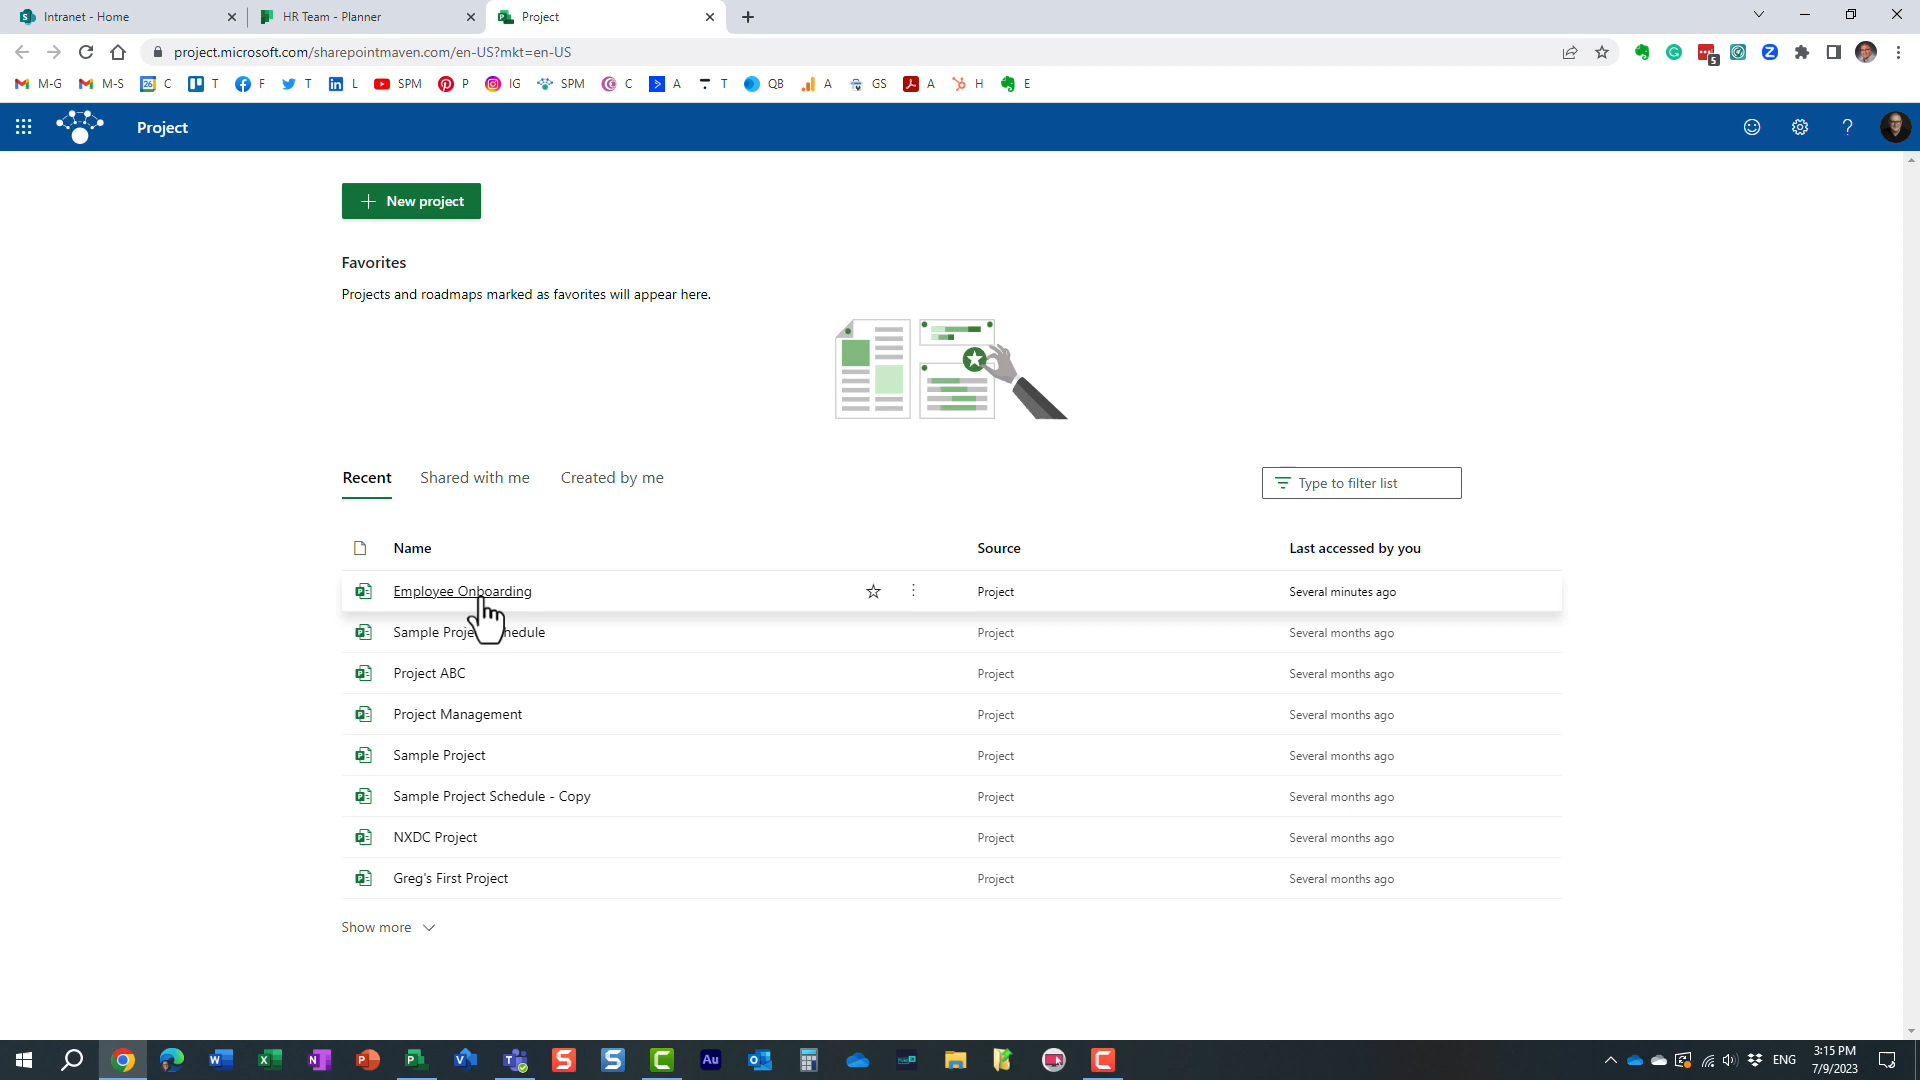 Intranet - Home
HR Team - Planner
Project
project.microsoft.com/sharepointmaven.com/en-US?mkt=en-US
5
M-G
M-S
26
C
T
F
T
L
SPM
P
IG
SPM
C
A
T
QB
A
GS
A
H
E
Project
New project
Favorites
Projects and roadmaps marked as favorites will appear here.
Recent
Shared with me
Created by me
Type to filter list
Name
Source
Last accessed by you
Employee Onboarding
Project
Several minutes ago
Sample Project
Project
Several months ago
Project ABC
Project
Several months ago
Project Management
Project
Several months ago
Sample Project
Project
Several months ago
Sample Project Schedule - Copy
Project
Several months ago
NXDC Project
Project
Several months ago
Greg's First Project
Project
Several months ago
Show more
Au
ENG
3:15 PM
7/9/2023